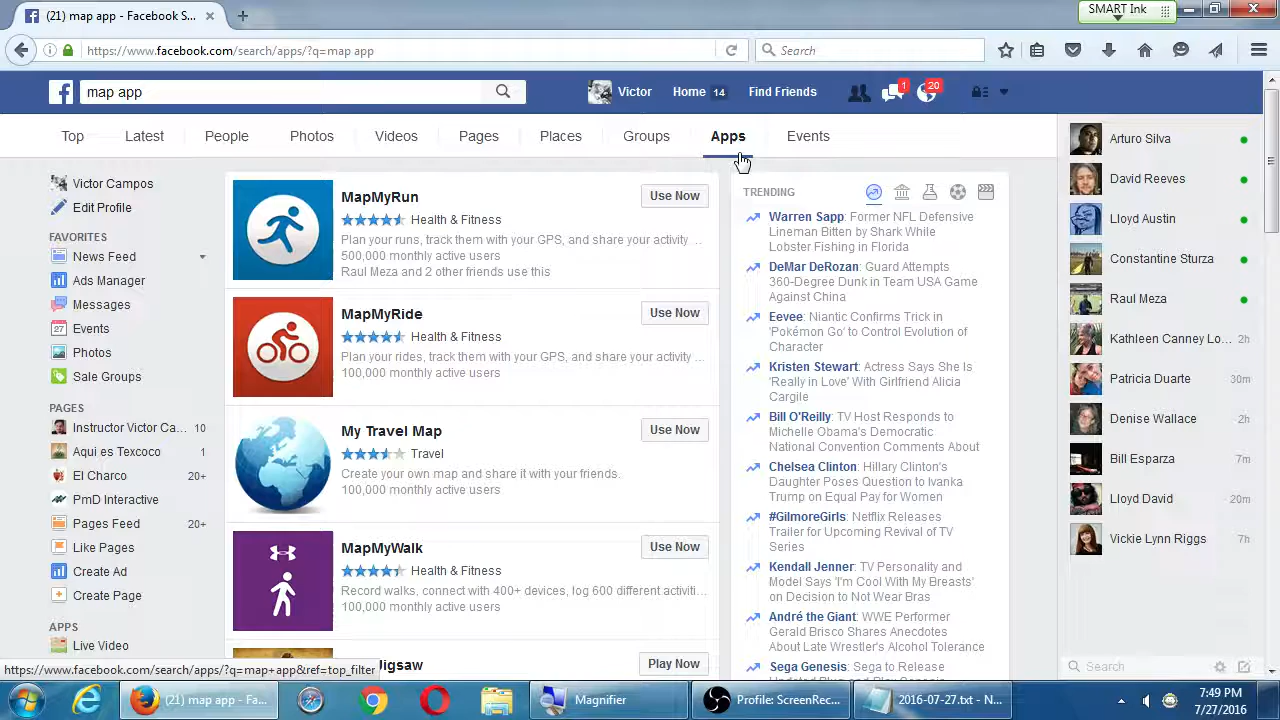 (21) map app - Facebook S...
SMART Ink
https://www.facebook.com/search/apps/?q=map app
Search
map app
Victor
Home 14
Find Friends
1
20
Top
Latest
People
Photos
Videos
Pages
Places
Groups
Apps
Events
Victor Campos
Edit Profile
FAVORITES
News Feed
Ads Manager
Messages
27 Events
Photos
Sale Groups
PAGES
Instructor Victor Ca... 10
Aqui es Texcoco 1
El Charco 20+
PmD Interactive
Pages Feed 20+
Like Pages
Create Ad
Create Page
APPS
Live Video
MapMyRun
Use Now
Health & Fitness
Plan your runs, track them with your GPS, and share your activity ...
500,000 monthly active users
Raul Meza and 2 other friends use this
MapMyRide
Use Now
Health & Fitness
Plan your rides, track them with your GPS, and share your activity ...
100,000 monthly active users
My Travel Map
Use Now
Travel
Create your own map and share it with your friends.
100,000 monthly active users
MapMyWalk
Use Now
Health & Fitness
Record walks, connect with 400+ devices, log 600 different activiti...
100,000 monthly active users
Jigsaw
Play Now
TRENDING
Warren Sapp: Former NFL Defensive
Lineman Bitten by Shark While
Lobster Fishing in Florida
DeMar DeRozan: Guard Attempts
360-Degree Dunk in Team USA Game
Against China
Eevee: Niantic Confirms Trick in
'Pokémon Go' to Control Evolution of
Character
Kristen Stewart: Actress Says She Is
'Really in Love' With Girlfriend Alicia
Cargile
Bill O'Reilly: TV Host Responds to
Michelle Obama's Democratic
National Convention Comments About
Chelsea Clinton: Hillary Clinton's
Daughter Poses Question to Ivanka
Trump on Equal Pay for Women
#GilmoreGirls: Netflix Releases
Trailer for Upcoming Revival of TV
Series
Kendall Jenner: TV Personality and
Model Says 'I'm Cool With My Breasts'
on Decision to Not Wear Bras
André the Giant: WWE Performer
Gerald Brisco Shares Anecdotes
About Late Wrestler's Alcohol Tolerance
Sega Genesis: Sega to Release
Arturo Silva
David Reeves
Lloyd Austin
Constantine Sturza
Raul Meza
Kathleen Canney Lo... 2h
Patricia Duarte 30m
Denise Wallace 2h
Bill Esparza 7m
Lloyd David 20m
Vickie Lynn Riggs 7h
Search
https://www.facebook.com/search/apps/?q=map+app&ref=top_filter
(21) map app - Fa...
Magnifier
Profile: ScreenRec...
2016-07-27.txt - N...
7:49 PM
7/27/2016